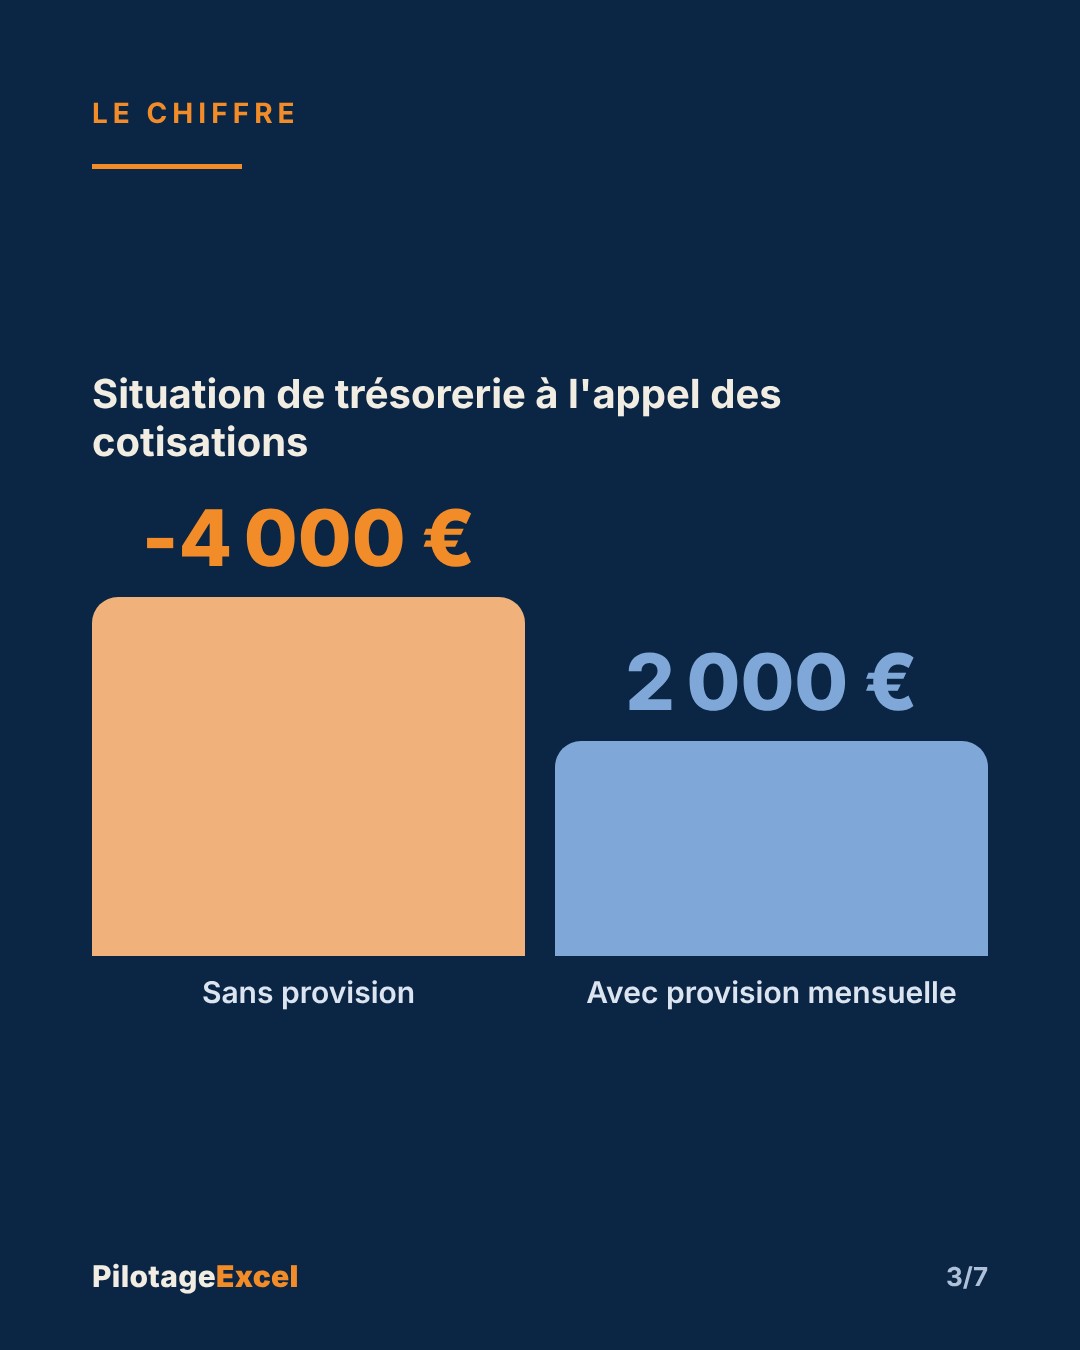 LE CHIFFRE
Situation de trésorerie à l'appel des
cotisations
-4 000 €
2 000 €
Sans provision
Avec provision mensuelle
PilotageExcel
3/7